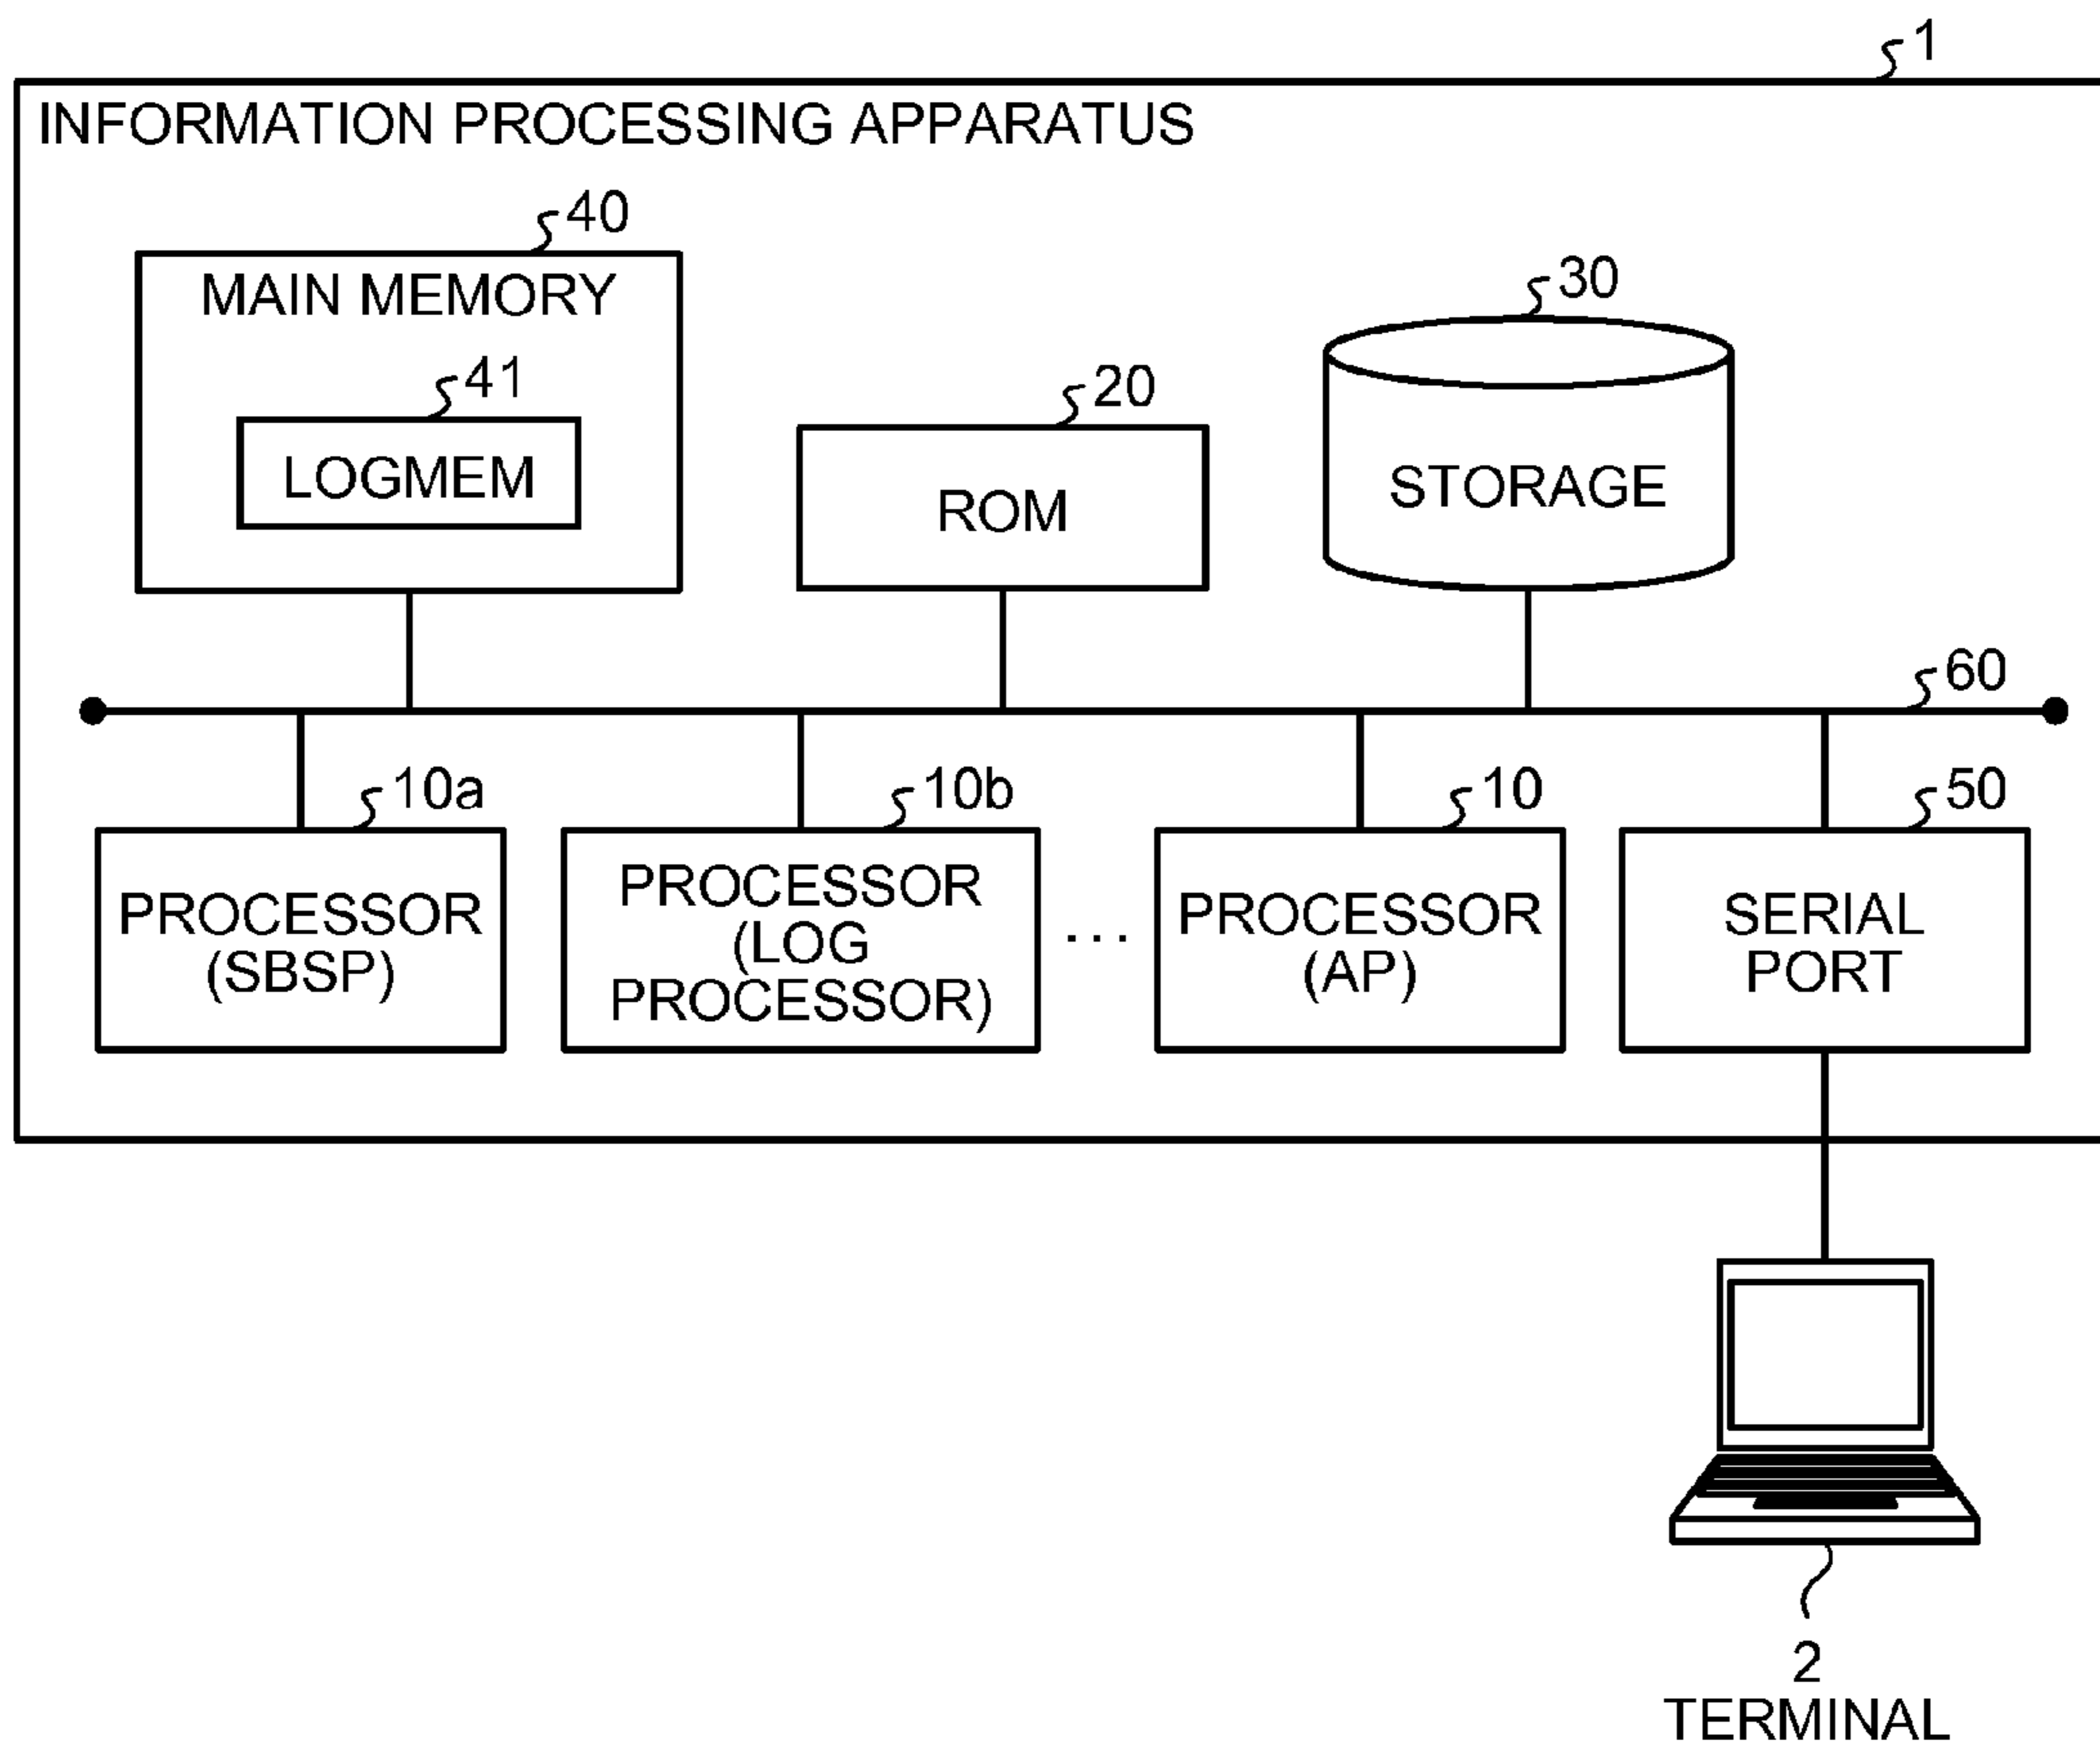 1
INFORMATION PROCESSING APPARATUS
40
MAIN MEMORY
41
LOGMEM
20
ROM
30
STORAGE
60
10a
PROCESSOR
(SBSP)
10b
PROCESSOR
(LOG
PROCESSOR)
...
10
PROCESSOR
(AP)
50
SERIAL
PORT
2
TERMINAL